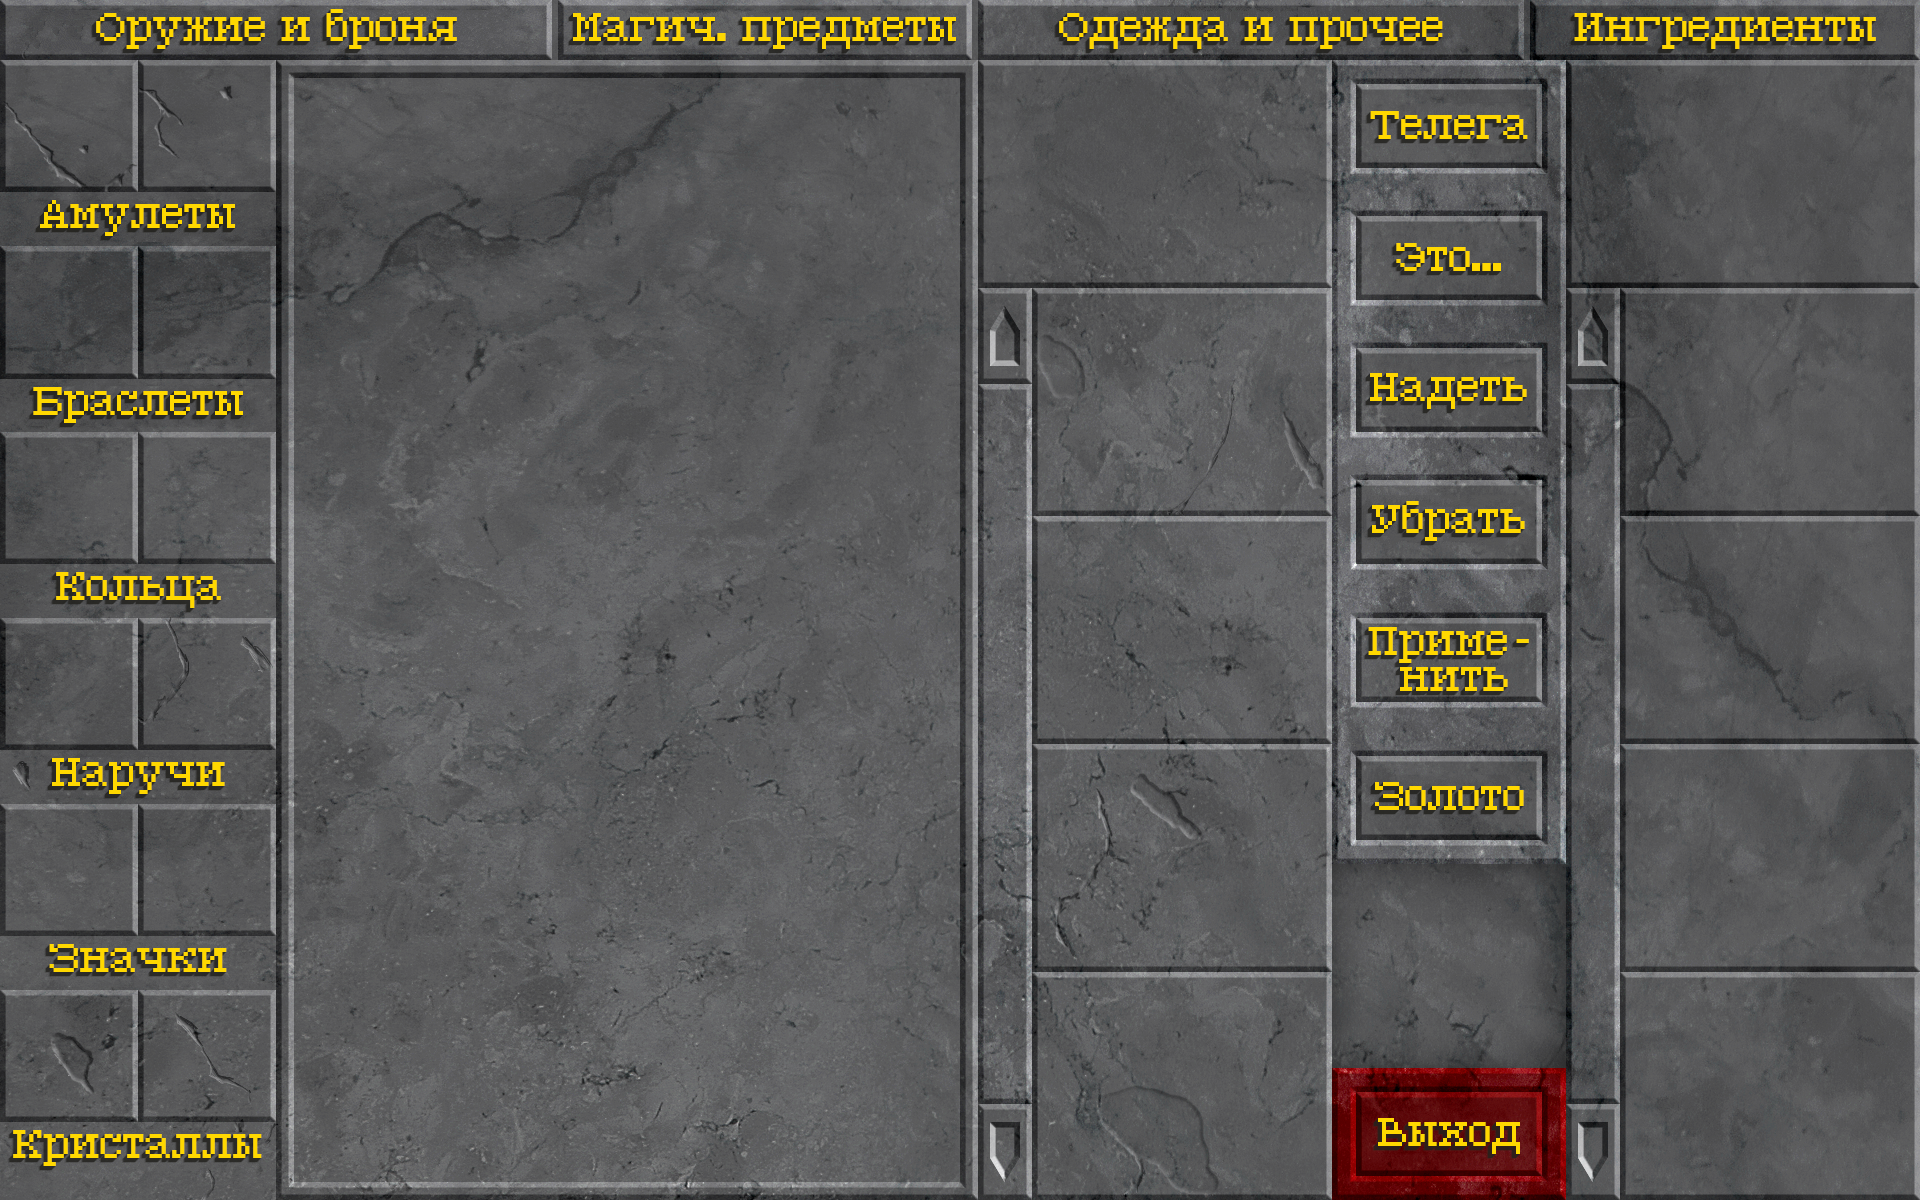 Оружие и броня
Магич. предметы
Одежда и прочее
Ингредиенты
Амулеты
Браслеты
Кольца
Наручи
Значки
Кристаллы
Телега
Это...
Надеть
Убрать
Приме-
нить
Золото
Выход